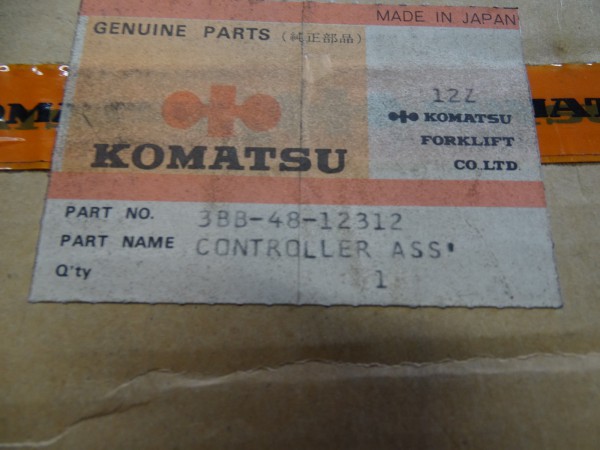 MADE IN JAPAN
GENUINE PARTS (純正部品)
12Z
KOMATSU
FORKLIFT
CO.LTD
KOMATSU
PART NO. 3BB-48-12312
PART NAME CONTROLLER ASS'
Q'ty 1